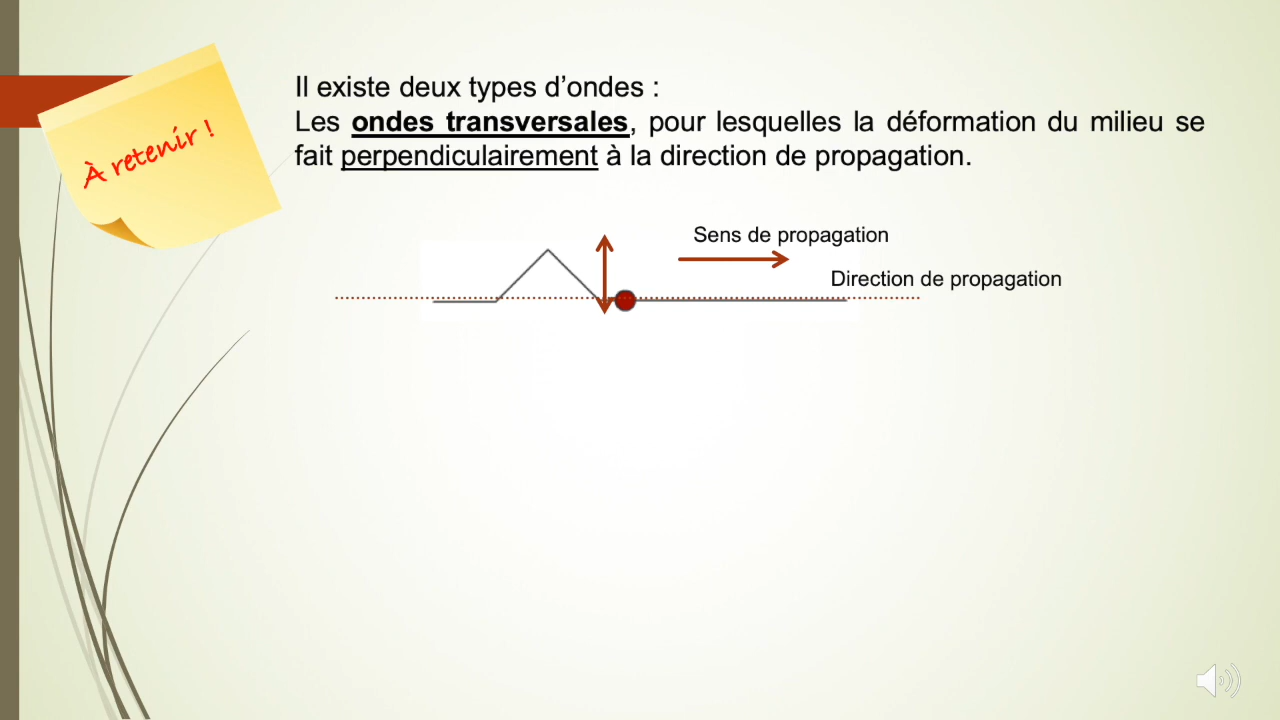 À retenir !
Il existe deux types d’ondes :
Les ondes transversales, pour lesquelles la déformation du milieu se
fait perpendiculairement à la direction de propagation.
Sens de propagation
Direction de propagation